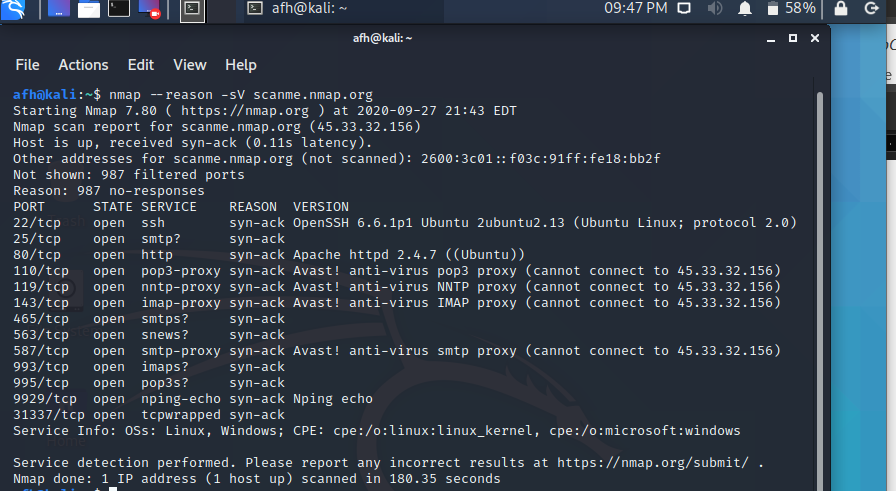 afh@kali: ~
09:47 PM
58%
afh@kali: ~
File Actions Edit View Help
afh@kali:~$ nmap --reason -sV scanme.nmap.org
Starting Nmap 7.80 ( https://nmap.org ) at 2020-09-27 21:43 EDT
Nmap scan report for scanme.nmap.org (45.33.32.156)
Host is up, received syn-ack (0.11s latency).
Other addresses for scanme.nmap.org (not scanned): 2600:3c01::f03c:91ff:fe18:bb2f
Not shown: 987 filtered ports
Reason: 987 no-responses
PORT STATE SERVICE REASON VERSION
22/tcp open ssh syn-ack OpenSSH 6.6.1p1 Ubuntu 2ubuntu2.13 (Ubuntu Linux; protocol 2.0)
25/tcp open smtp? syn-ack
80/tcp open http syn-ack Apache httpd 2.4.7 ((Ubuntu))
110/tcp open pop3-proxy syn-ack Avast! anti-virus pop3 proxy (cannot connect to 45.33.32.156)
119/tcp open nntp-proxy syn-ack Avast! anti-virus NNTP proxy (cannot connect to 45.33.32.156)
143/tcp open imap-proxy syn-ack Avast! anti-virus IMAP proxy (cannot connect to 45.33.32.156)
465/tcp open smtps? syn-ack
563/tcp open snews? syn-ack
587/tcp open smtp-proxy syn-ack Avast! anti-virus smtp proxy (cannot connect to 45.33.32.156)
993/tcp open imaps? syn-ack
995/tcp open pop3s? syn-ack
9929/tcp open nping-echo syn-ack Nping echo
31337/tcp open tcpwrapped syn-ack
Service Info: OSs: Linux, Windows; CPE: cpe:/o:linux:linux_kernel, cpe:/o:microsoft:windows
Service detection performed. Please report any incorrect results at https://nmap.org/submit/ .
Nmap done: 1 IP address (1 host up) scanned in 180.35 seconds